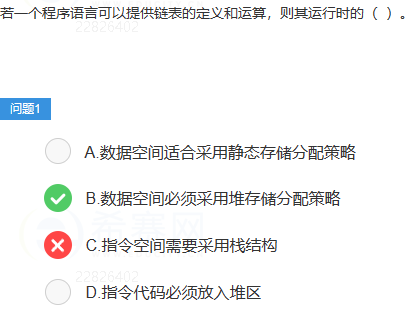 若一个程序语言可以提供链表的定义和运算，则其运行时的（ ）。
问题1
A.数据空间适合采用静态存储分配策略
B.数据空间必须采用堆存储分配策略
C.指令空间需要采用栈结构
D.指令代码必须放入堆区
22826402